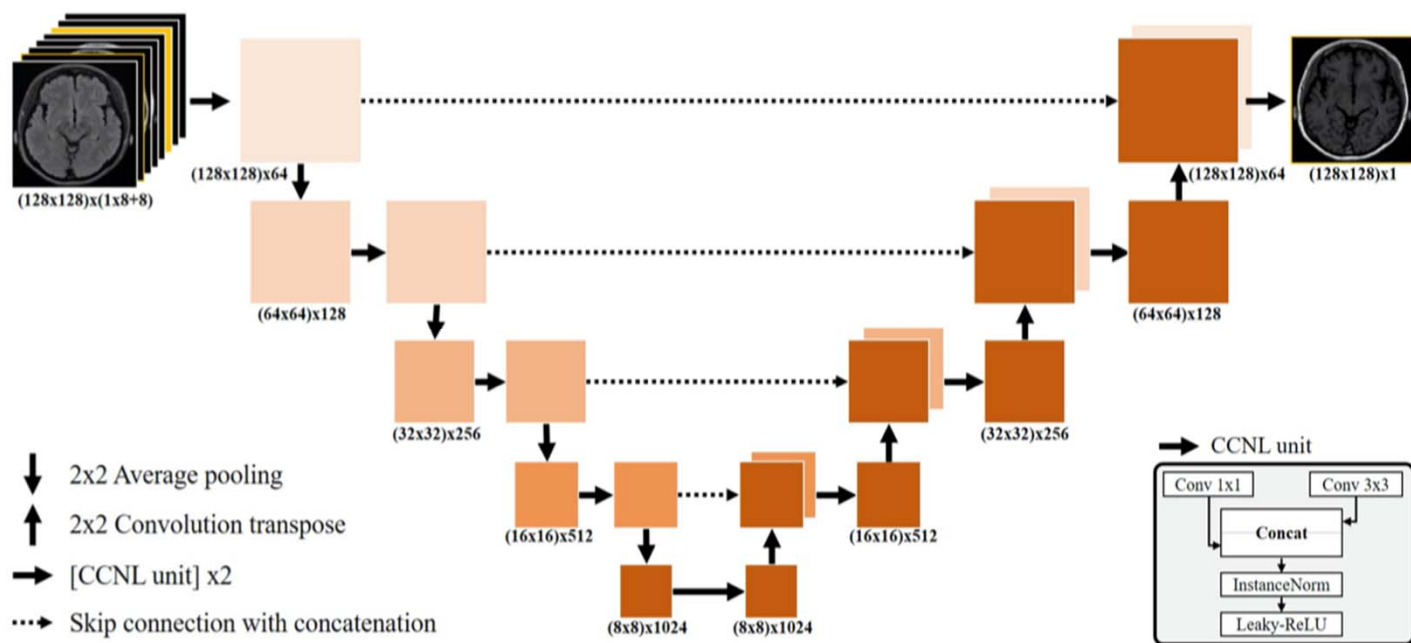 (128x128)x(1x8+8)
(128x128)x64
(128x128)x64
(128x128)x1
(64x64)x128
(64x64)x128
(32x32)x256
(32x32)x256
(16x16)x512
(16x16)x512
(8x8)x1024
(8x8)x1024
2x2 Average pooling
2x2 Convolution transpose
[CCNL unit] x2
Skip connection with concatenation
CCNL unit
Conv 1x1
Conv 3x3
Concat
InstanceNorm
Leaky-ReLU